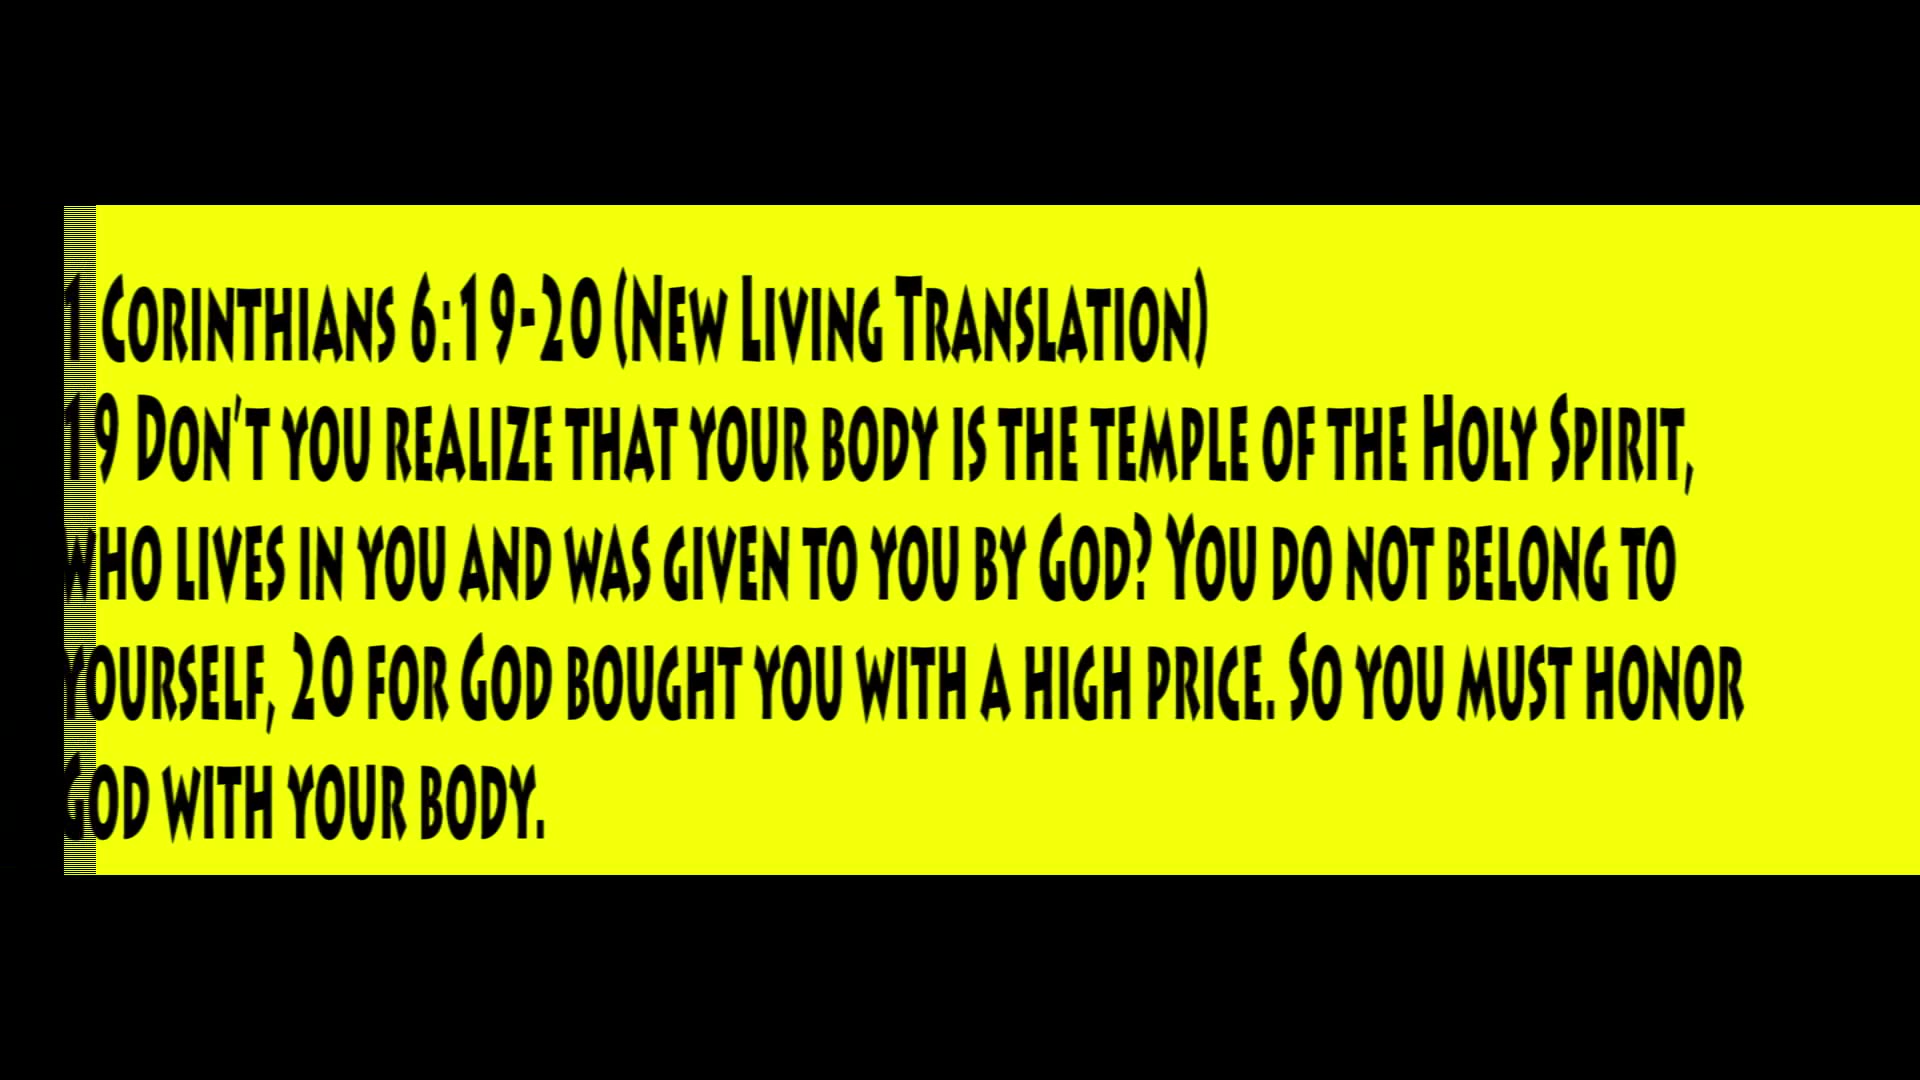 1 Corinthians 6:19-20 (New Living Translation)
19 Don't you realize that your body is the temple of the Holy Spirit,
who lives in you and was given to you by God? You do not belong to
yourself, 20 for God bought you with a high price. So you must honor
God with your body.